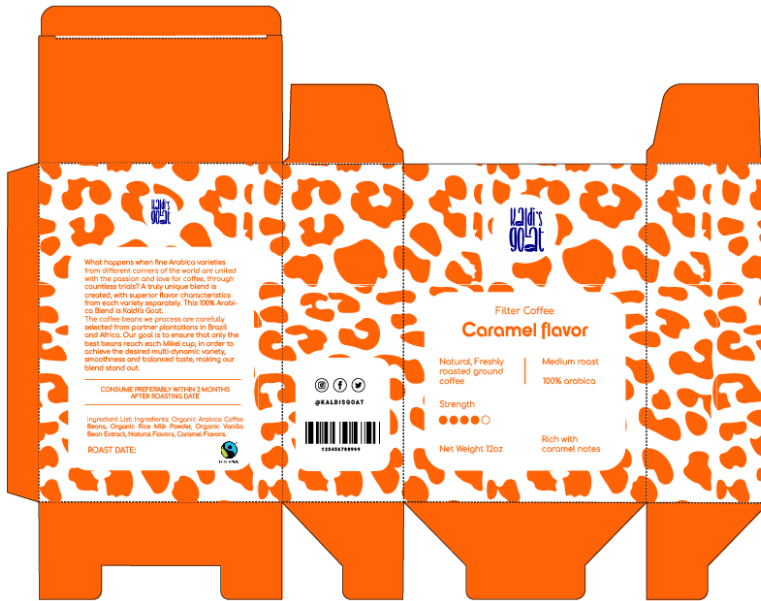 kaldi's
goat
What happens when fine Arabica varieties
from different corners of the world are united
with the passion and love for coffee, through
countless trials? A truly unique blend is
created, with superior flavor characteristics
from each variety separately. This 100% Arabi-
ca Blend is Kaldi's Goat.
The coffee beans we process are carefully
selected from partner plantations in Brazil
and Africa. Our goal is to ensure that only the
best beans reach each Mikel cup, in order to
achieve the desired multi-dynamic variety,
smoothness and balanced taste, making our
blend stand out.
CONSUME PREFERABLY WITHIN 2 MONTHS
AFTER ROASTING DATE
Ingredient List: Ingredients: Organic Arabica Coffee
Beans, Organic Rice Milk Powder, Organic Vanilla
Bean Extract, Natural Flavors, Caramel Flavors.
ROAST DATE:
@KALDISGOAT
kaldi's
goat
Filter Coffee
Caramel flavor
Natural, Freshly
roasted ground
coffee
Medium roast
100% arabica
Strength
Net Weight 12oz
Rich with
caramel notes